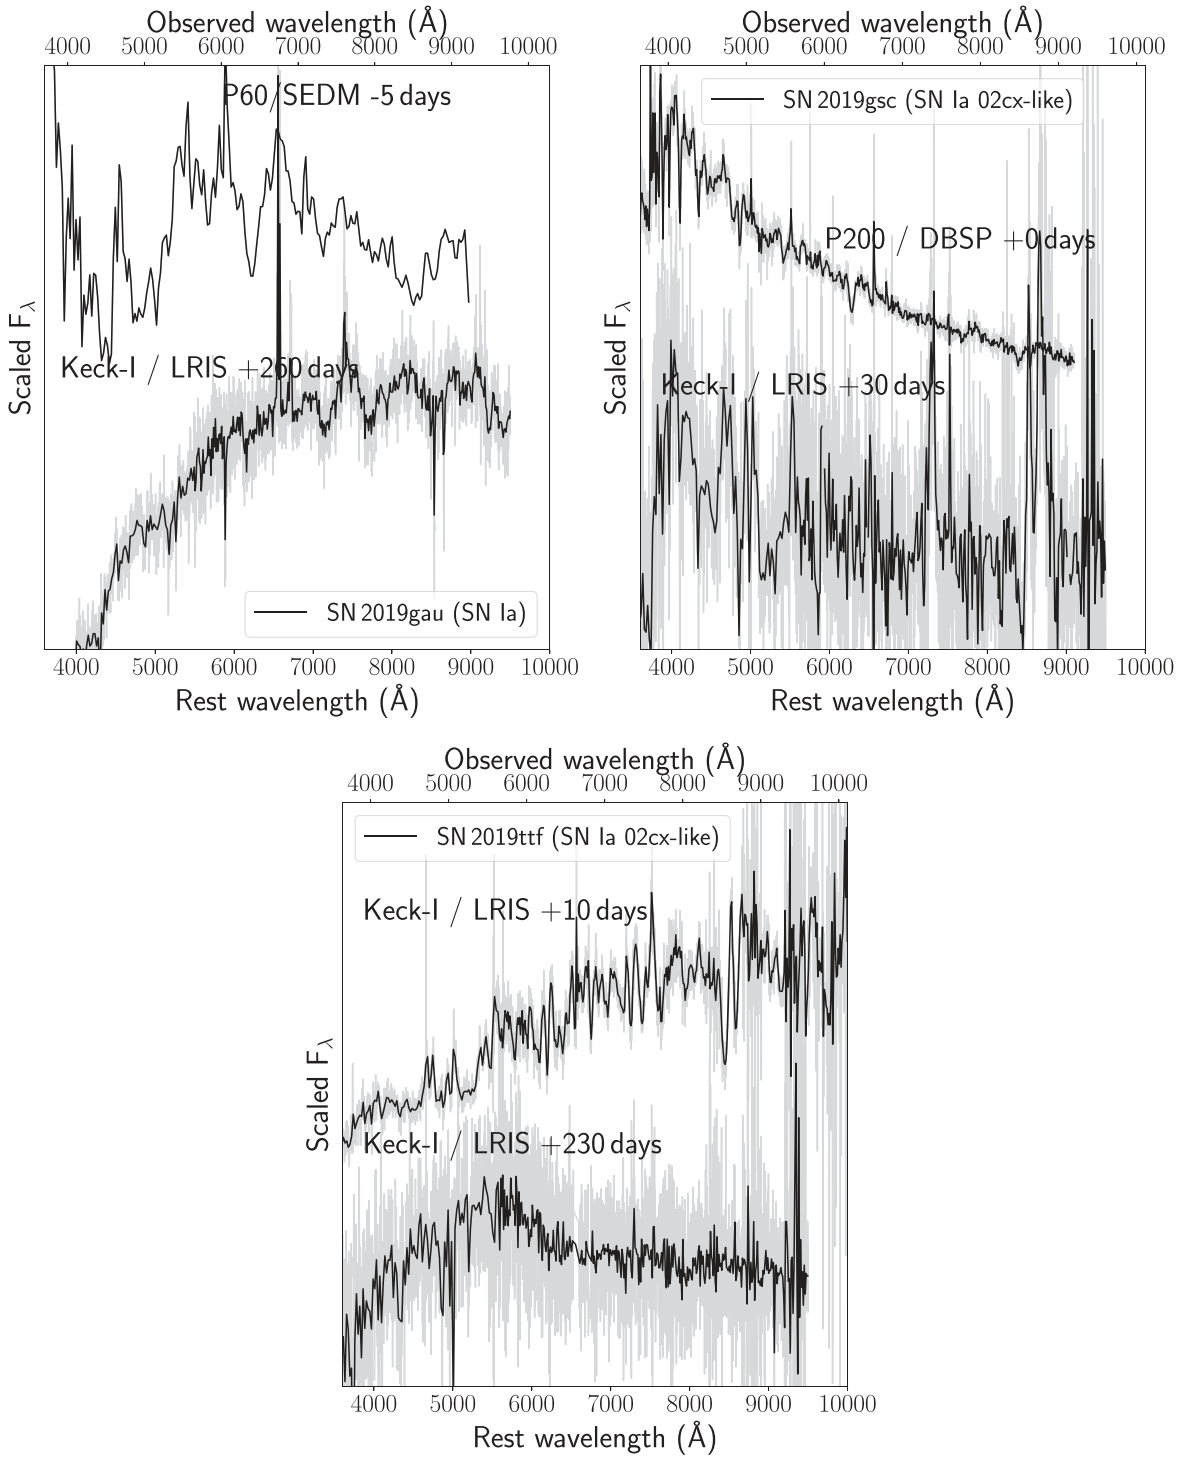 Observed wavelength (Å)
4000 5000 6000 7000 8000 9000 10000
P60/SEDM -5 days
Keck-I / LRIS +260 days
SN 2019gau (SN Ia)
Scaled Fλ
4000 5000 6000 7000 8000 9000 10000
Rest wavelength (Å)
Observed wavelength (Å)
4000 5000 6000 7000 8000 9000 10000
SN 2019gsc (SN Ia 02cx-like)
P200 / DBSP +0 days
Keck-I / LRIS +30 days
Scaled Fλ
4000 5000 6000 7000 8000 9000 10000
Rest wavelength (Å)
Observed wavelength (Å)
4000 5000 6000 7000 8000 9000 10000
SN 2019ttf (SN Ia 02cx-like)
Keck-I / LRIS +10 days
Keck-I / LRIS +230 days
Scaled Fλ
4000 5000 6000 7000 8000 9000 10000
Rest wavelength (Å)